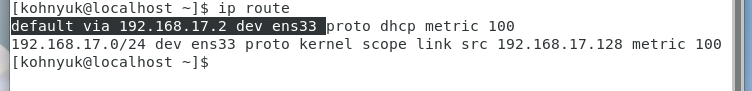 [kohnyuk@localhost ~]$ ip route
default via 192.168.17.2 dev ens33 proto dhcp metric 100
192.168.17.0/24 dev ens33 proto kernel scope link src 192.168.17.128 metric 100
[kohnyuk@localhost ~]$